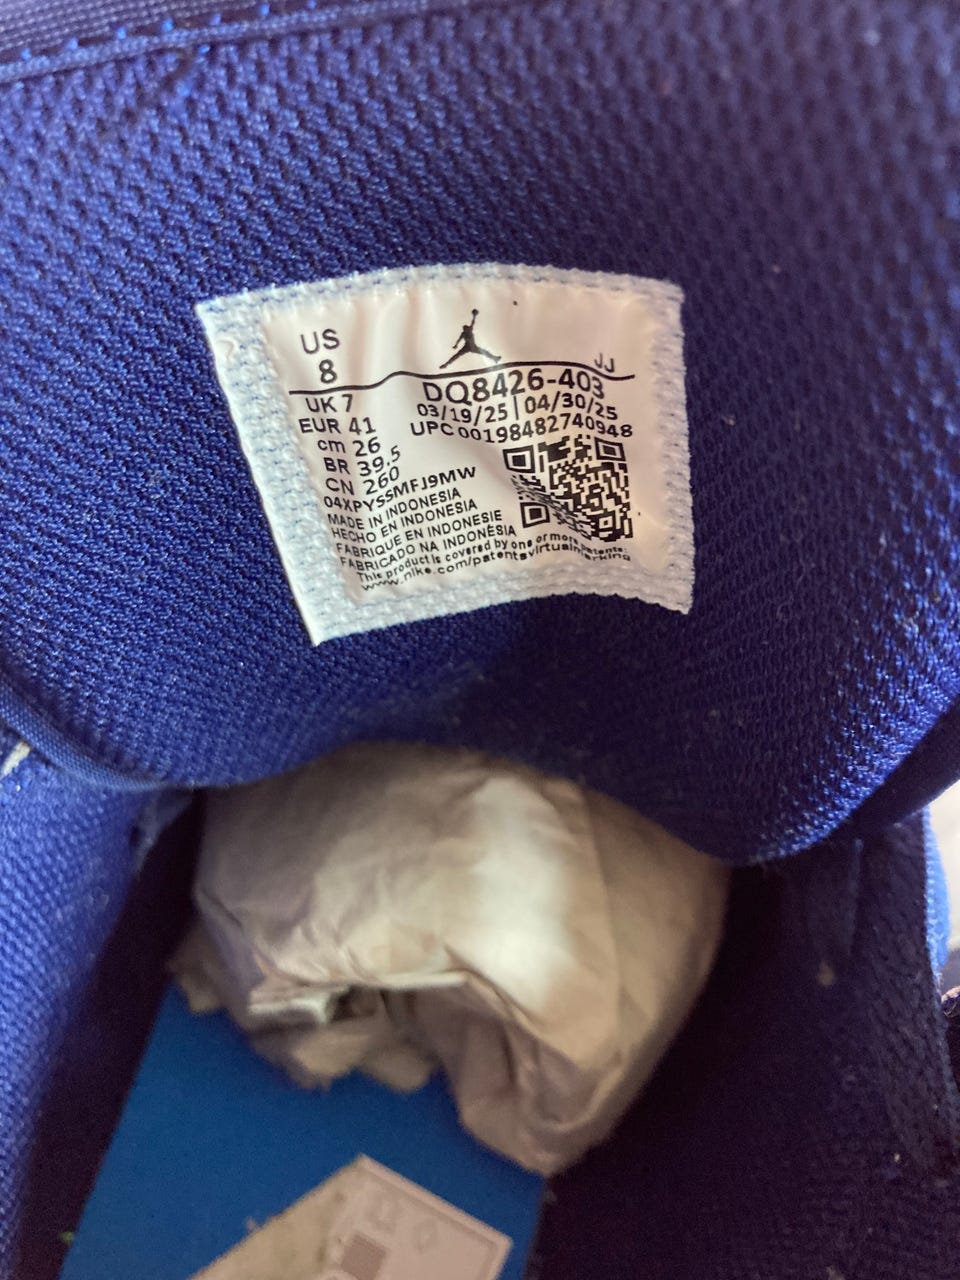 US
8
JJ
DQ8426-403
UK 7
03/19/25 | 04/30/25
EUR 41
UPC 00198482740948
cm 26
BR 39.5
CN 260
04XPYSSMFJ9MW
MADE IN INDONESIA
HECHO EN INDONESIA
FABRIQUE EN INDONESIE
FABRICADO NA INDONÉSIA
This product is covered by one or more patents:
www.nike.com/patentsvirtualmarking